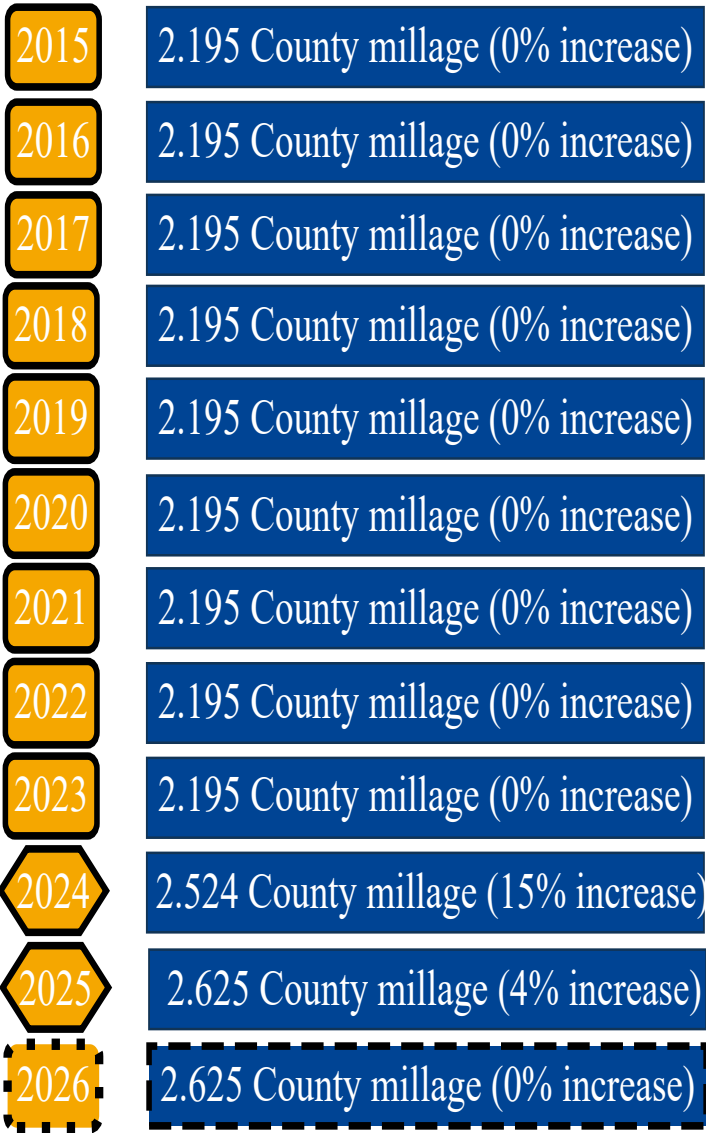 2015 2.195 County millage (0% increase)
2016 2.195 County millage (0% increase)
2017 2.195 County millage (0% increase)
2018 2.195 County millage (0% increase)
2019 2.195 County millage (0% increase)
2020 2.195 County millage (0% increase)
2021 2.195 County millage (0% increase)
2022 2.195 County millage (0% increase)
2023 2.195 County millage (0% increase)
2024 2.524 County millage (15% increase)
2025 2.625 County millage (4% increase)
2026 2.625 County millage (0% increase)